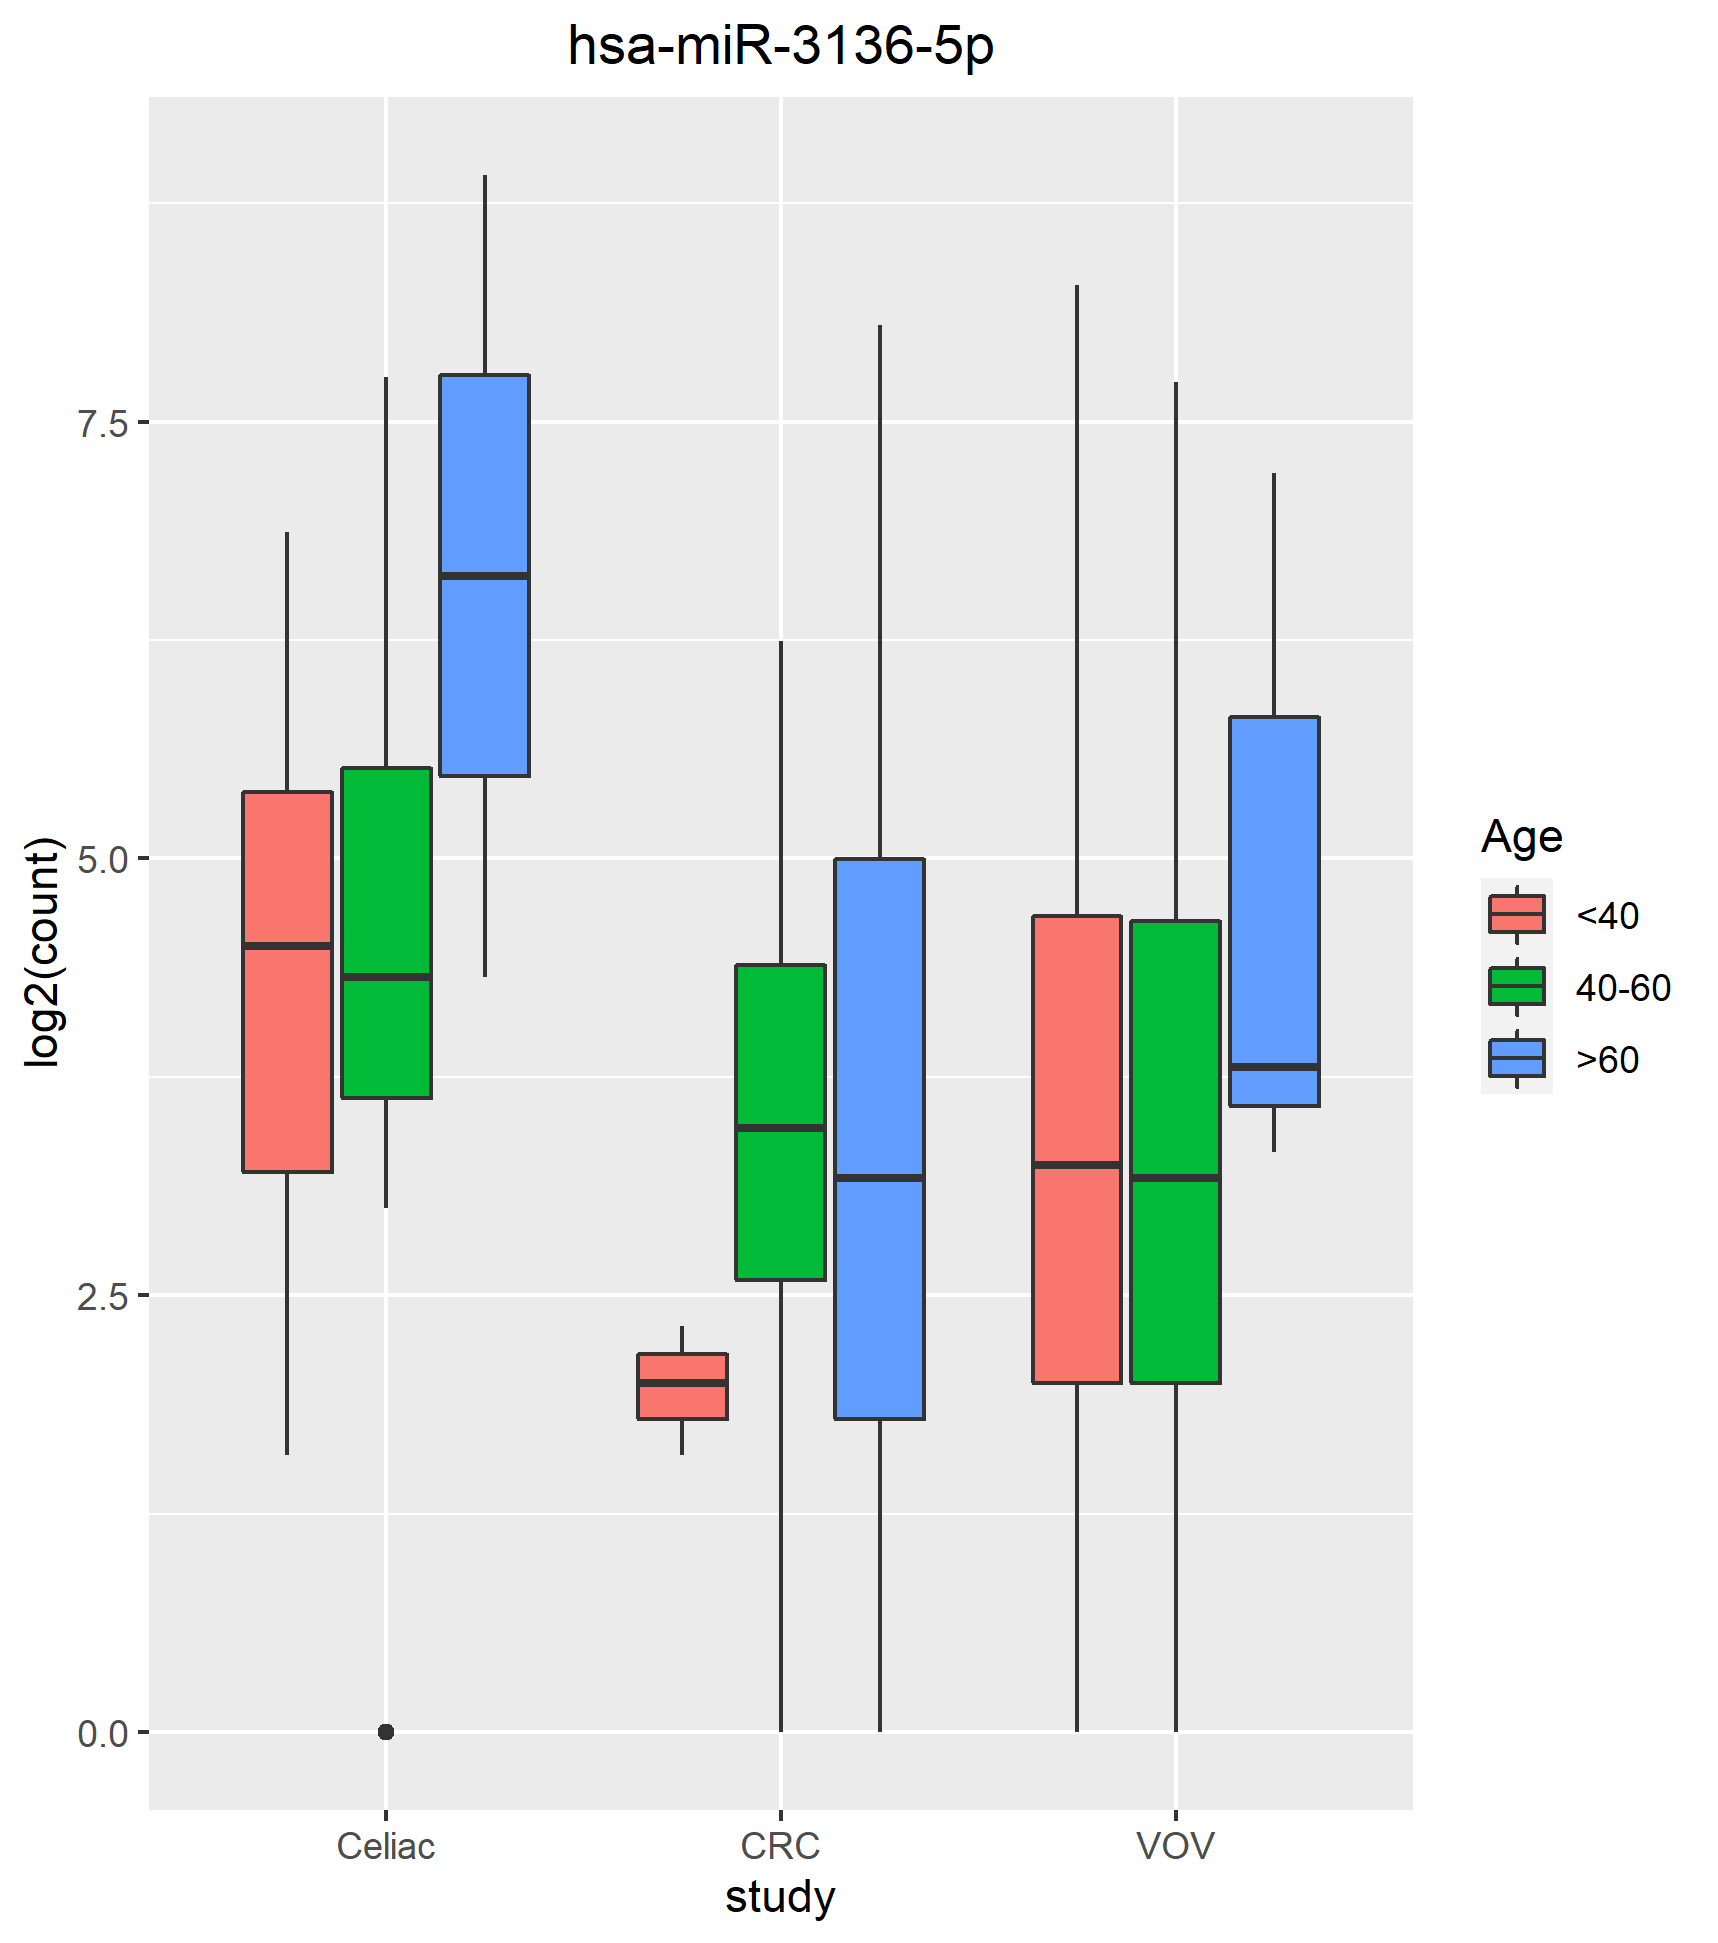 hsa-miR-3136-5p
log2(count)
7.5
5.0
2.5
0.0
Celiac
CRC
VOV
study
Age
<40
40-60
>60